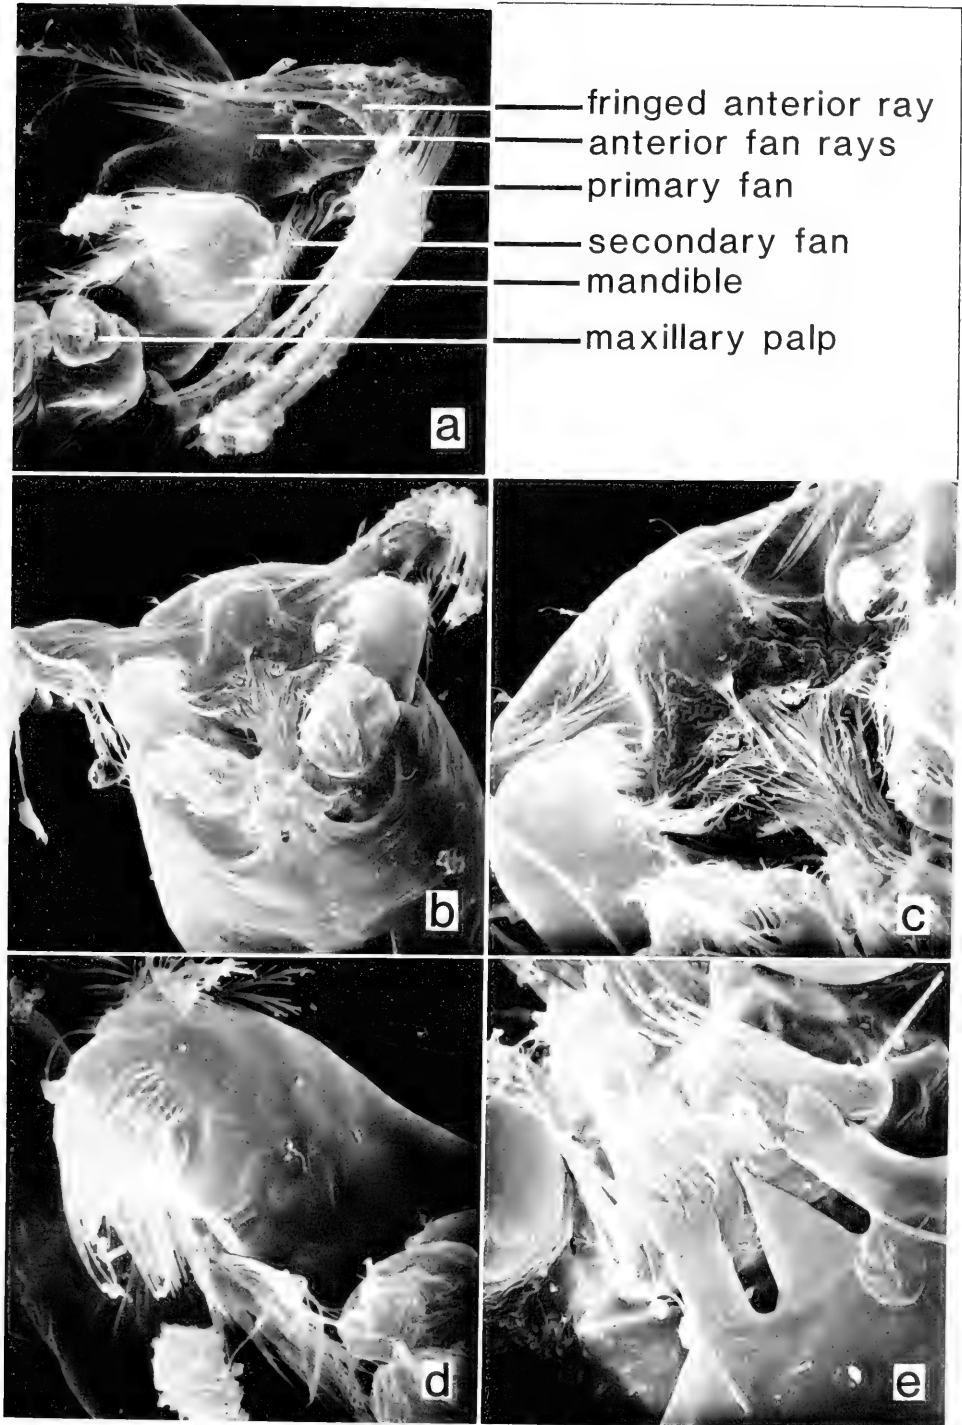 fringed anterior ray
anterior fan rays
primary fan
secondary fan
mandible
maxillary palp
a
b
c
d
e